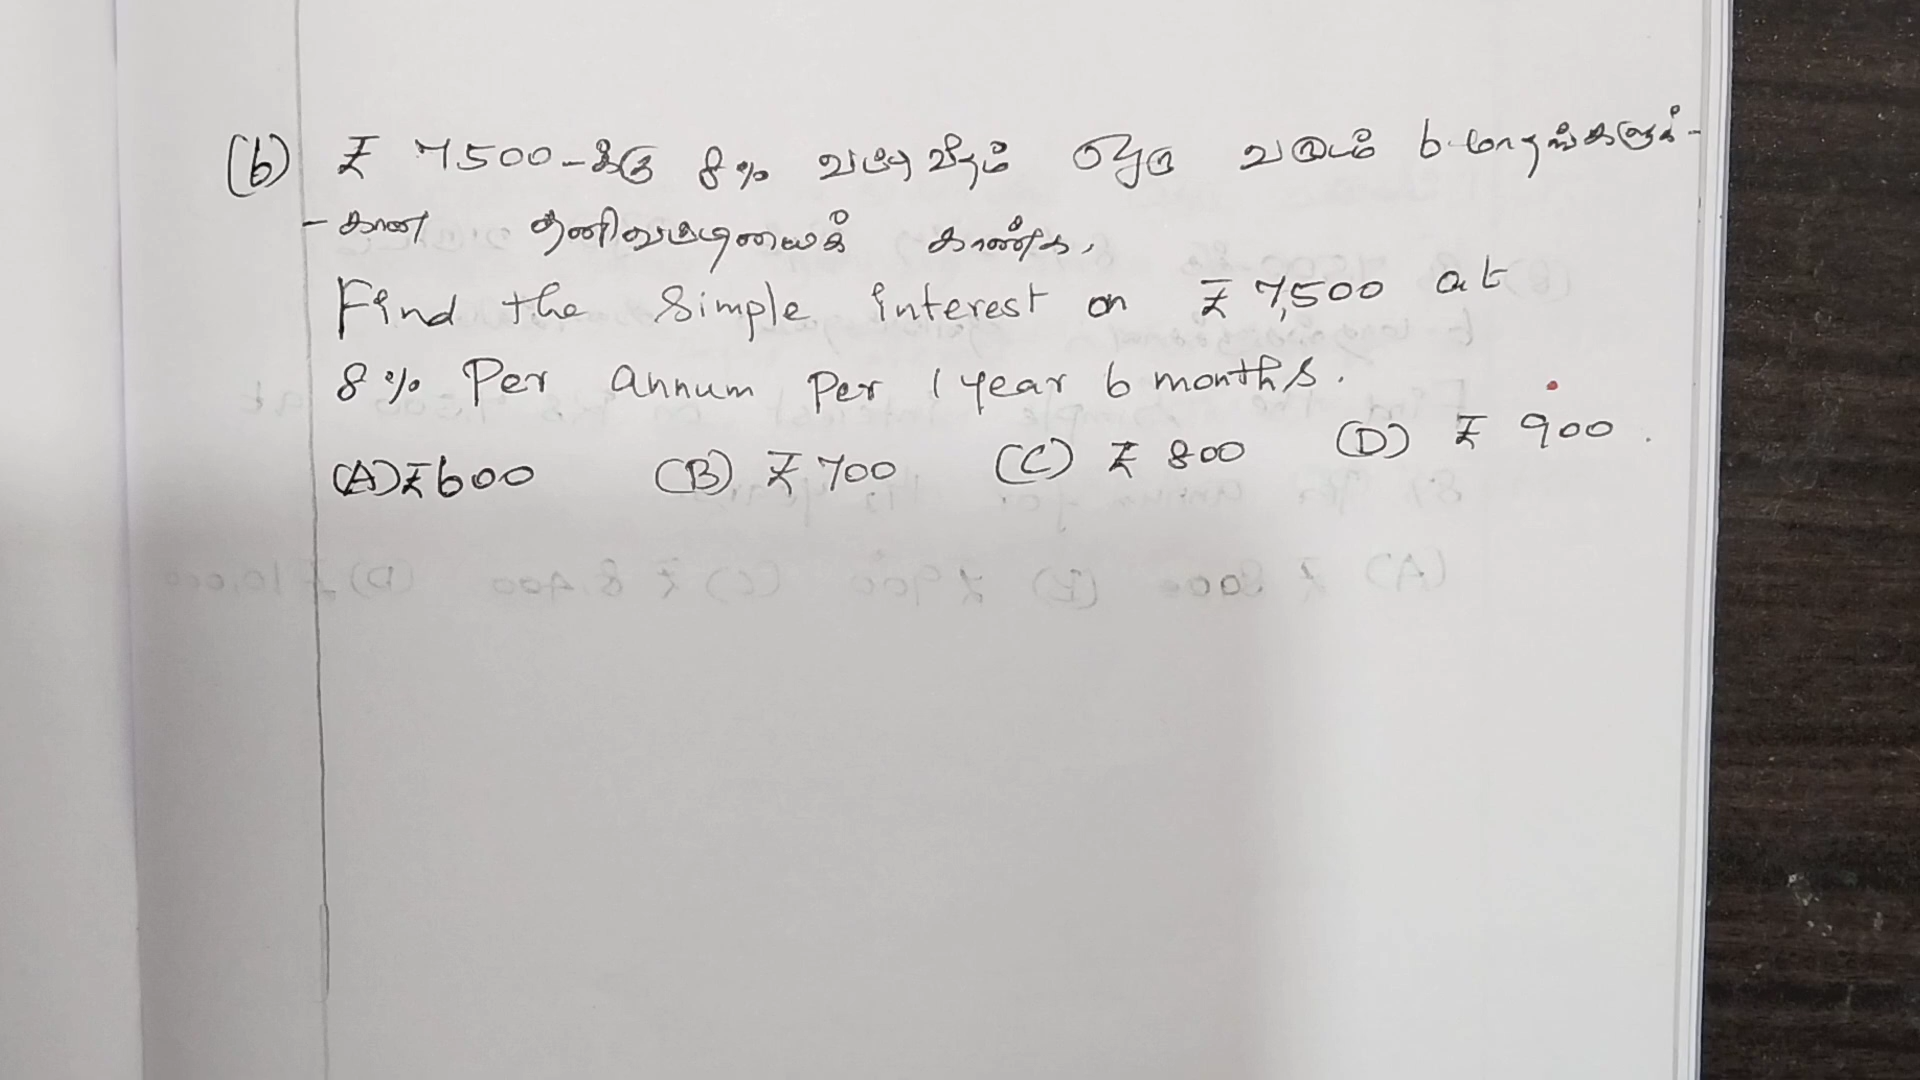 (6) ₹ 7500-க்கு 8% வட்டி வீதம் ஒரு வருடம் 6 மாதங்களுக்-
-கான தனிவட்டியைக் காண்க.
Find the Simple interest on ₹ 7,500 at
8% Per annum Per 1 year 6 months.
(A) ₹ 600 (B) ₹ 700 (C) ₹ 800 (D) ₹ 900.